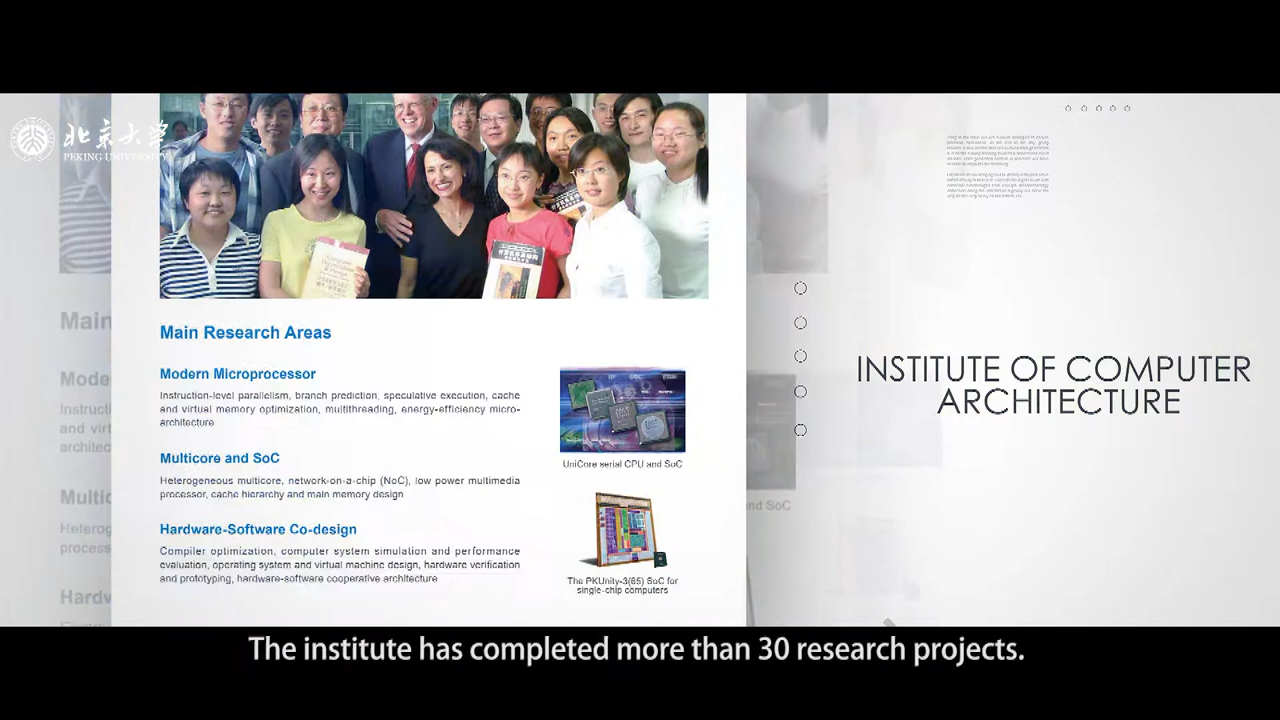 北京大学
PEKING UNIVERSITY
Main Research Areas
Modern Microprocessor
Instruction-level parallelism, branch prediction, speculative execution, cache
and virtual memory optimization, multithreading, energy-efficiency micro-
architecture
Multicore and SoC
Heterogeneous multicore, network-on-a-chip (NoC), low power multimedia
processor, cache hierarchy and main memory design
Hardware-Software Co-design
Compiler optimization, computer system simulation and performance
evaluation, operating system and virtual machine design, hardware verification
and prototyping, hardware-software cooperative architecture
UniCore serial CPU and SoC
The PKUnity-3(65) SoC for
single-chip computers
INSTITUTE OF COMPUTER
ARCHITECTURE
The institute has completed more than 30 research projects.